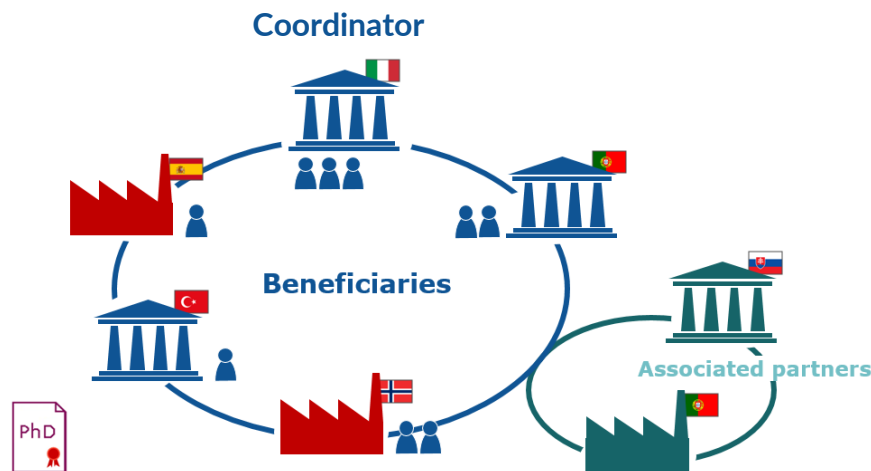 Coordinator
Beneficiaries
Associated partners
PhD